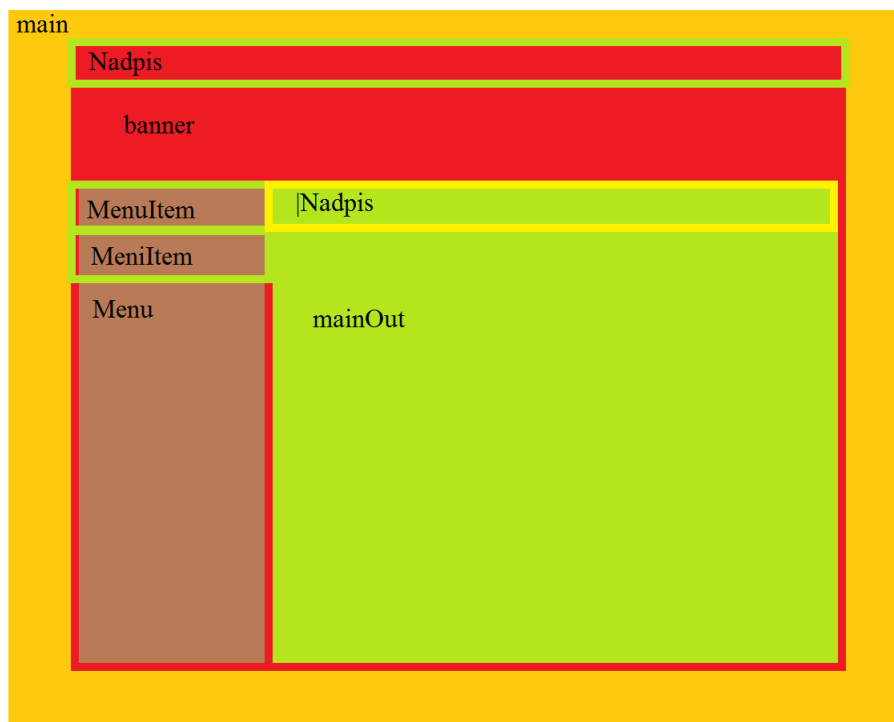 main
Nadpis
banner
MenuItem
|Nadpis
MeniItem
Menu
mainOut